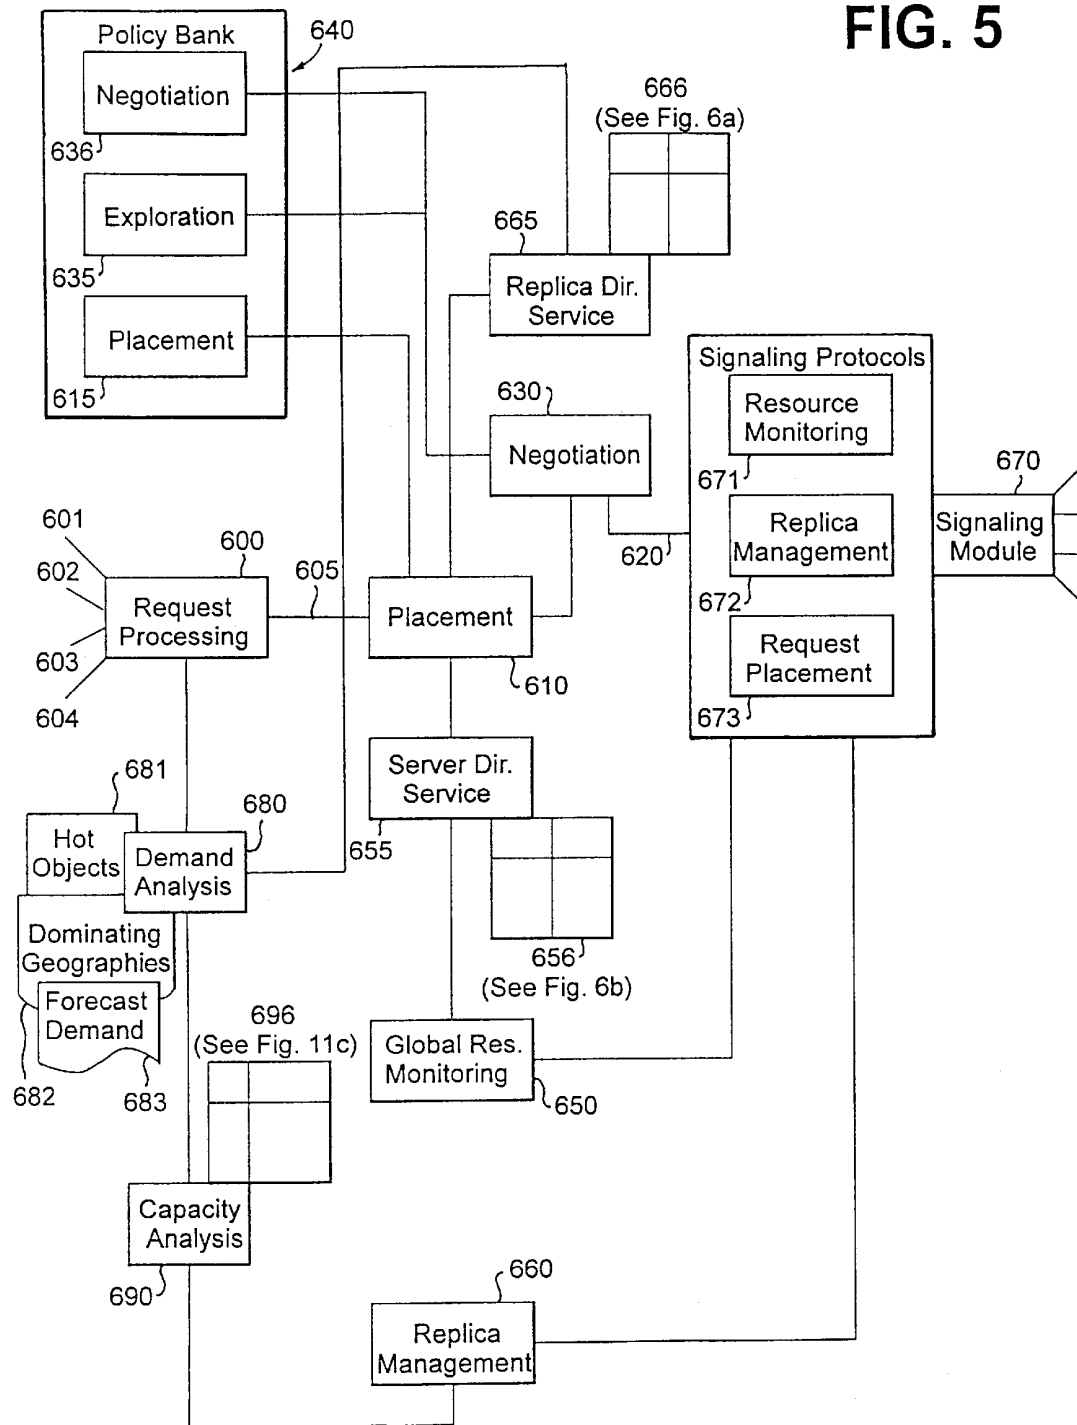 FIG. 5
Policy Bank
640
Negotiation
636
Exploration
635
Placement
615
666
(See Fig. 6a)
665
Replica Dir.
Service
630
Negotiation
620
Signaling Protocols
Resource
Monitoring
671
Replica
Management
672
Request
Placement
673
670
Signaling
Module
601
602
603
604
600
Request
Processing
605
Placement
610
Server Dir.
Service
655
656
(See Fig. 6b)
681
Hot
Objects
680
Demand
Analysis
Dominating
Geographies
Forecast
Demand
682
683
696
(See Fig. 11c)
Global Res.
Monitoring
650
Capacity
Analysis
690
660
Replica
Management